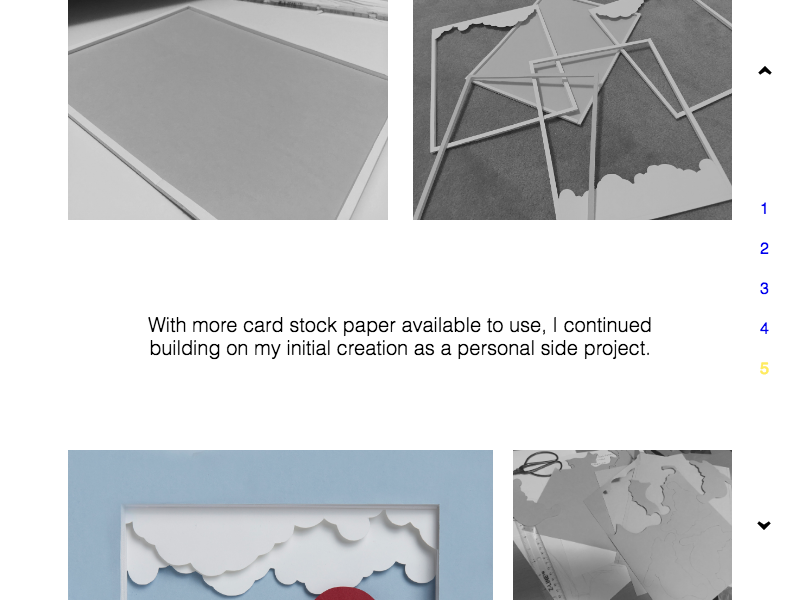 1
2
3
With more card stock paper available to use, I continued
building on my initial creation as a personal side project.
4
5